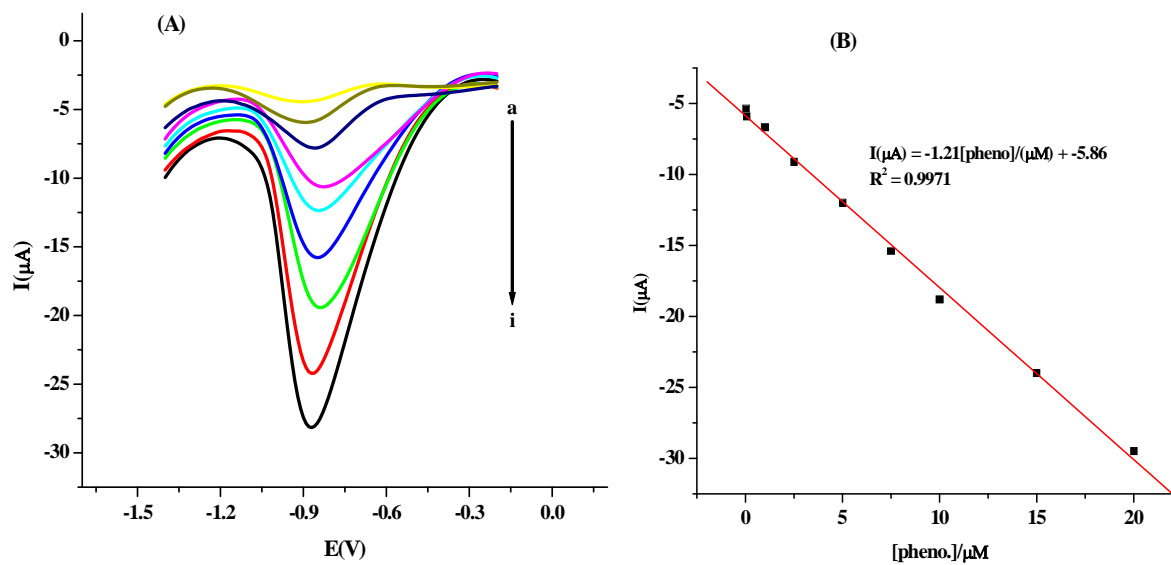 (A)
0
-5
-10
-15
-20
-25
-30
I(μA)
a
i
-1.5 -1.2 -0.9 -0.6 -0.3 0.0
E(V)
(B)
-5
-10
-15
-20
-25
-30
I(μA)
I(μA) = -1.21[pheno]/(μM) + -5.86
R² = 0.9971
0 5 10 15 20
[pheno.]/μM